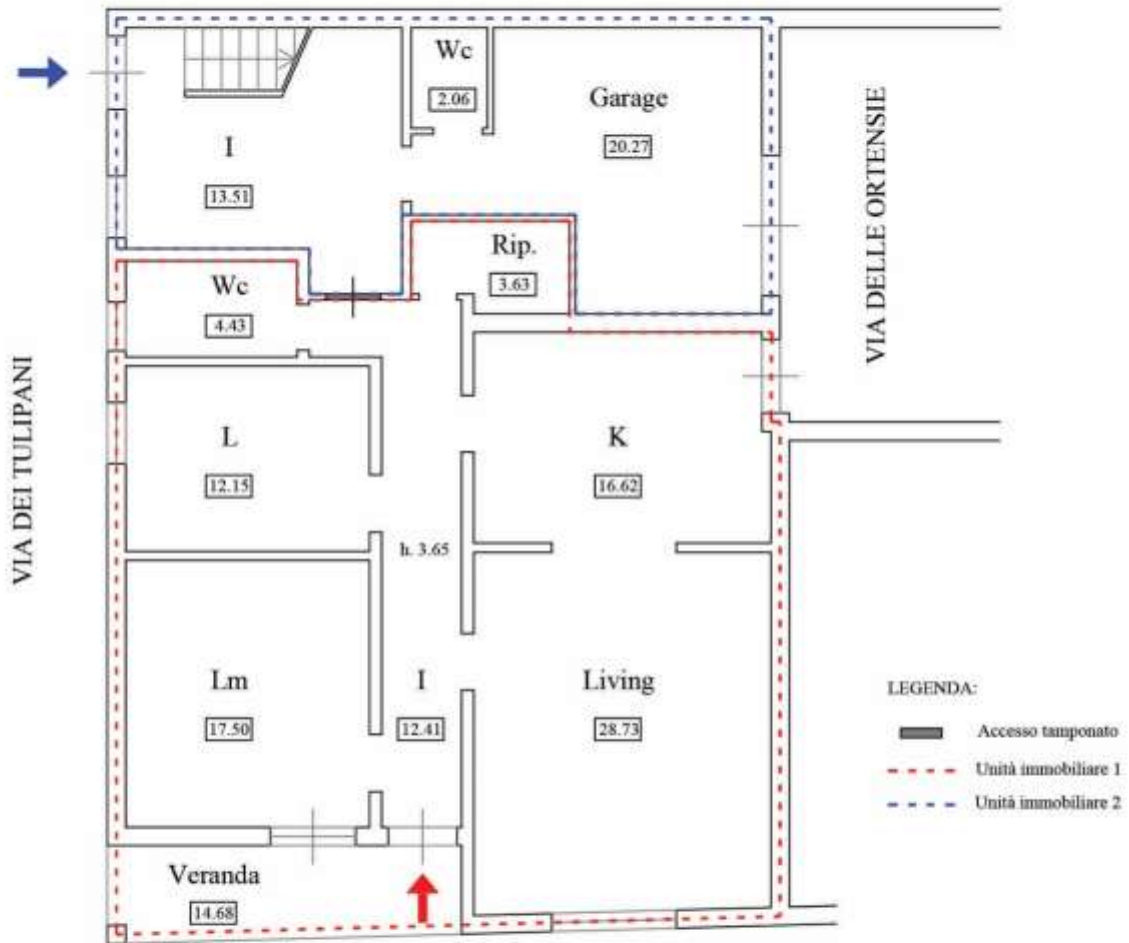 Wc
2.06
Garage
20.27
I
13.51
VIA DELLE ORTENSIE
Rip.
3.63
Wc
4.43
VIA DEI TULIPANI
L
12.15
K
16.62
h. 3.65
Lm
17.50
I
12.41
Living
28.73
Veranda
14.68
LEGENDA:
Accesso tamponato
Unità immobiliare 1
Unità immobiliare 2